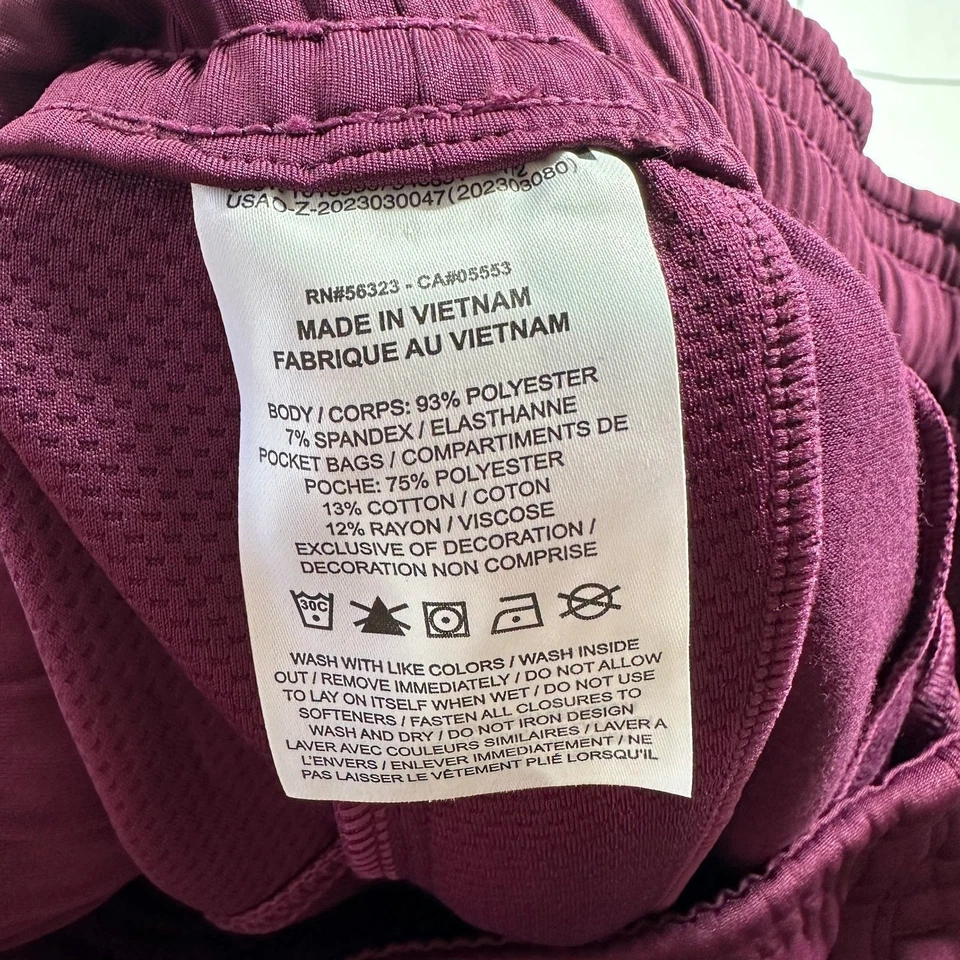 USAO-Z-2023030047(202303080)
RN#56323 - CA#05553
MADE IN VIETNAM
FABRIQUE AU VIETNAM
BODY / CORPS: 93% POLYESTER
7% SPANDEX / ELASTHANNE
POCKET BAGS / COMPARTIMENTS DE
POCHE: 75% POLYESTER
13% COTTON / COTON
12% RAYON / VISCOSE
EXCLUSIVE OF DECORATION /
DECORATION NON COMPRISE
30C
WASH WITH LIKE COLORS / WASH INSIDE
OUT / REMOVE IMMEDIATELY / DO NOT ALLOW
TO LAY ON ITSELF WHEN WET / DO NOT USE
SOFTENERS / FASTEN ALL CLOSURES TO
WASH AND DRY / DO NOT IRON DESIGN
LAVER AVEC COULEURS SIMILAIRES / LAVER A
L'ENVERS / ENLEVER IMMEDIATEMENT / NE
PAS LAISSER LE VÊTEMENT PLIÉ LORSQU'IL